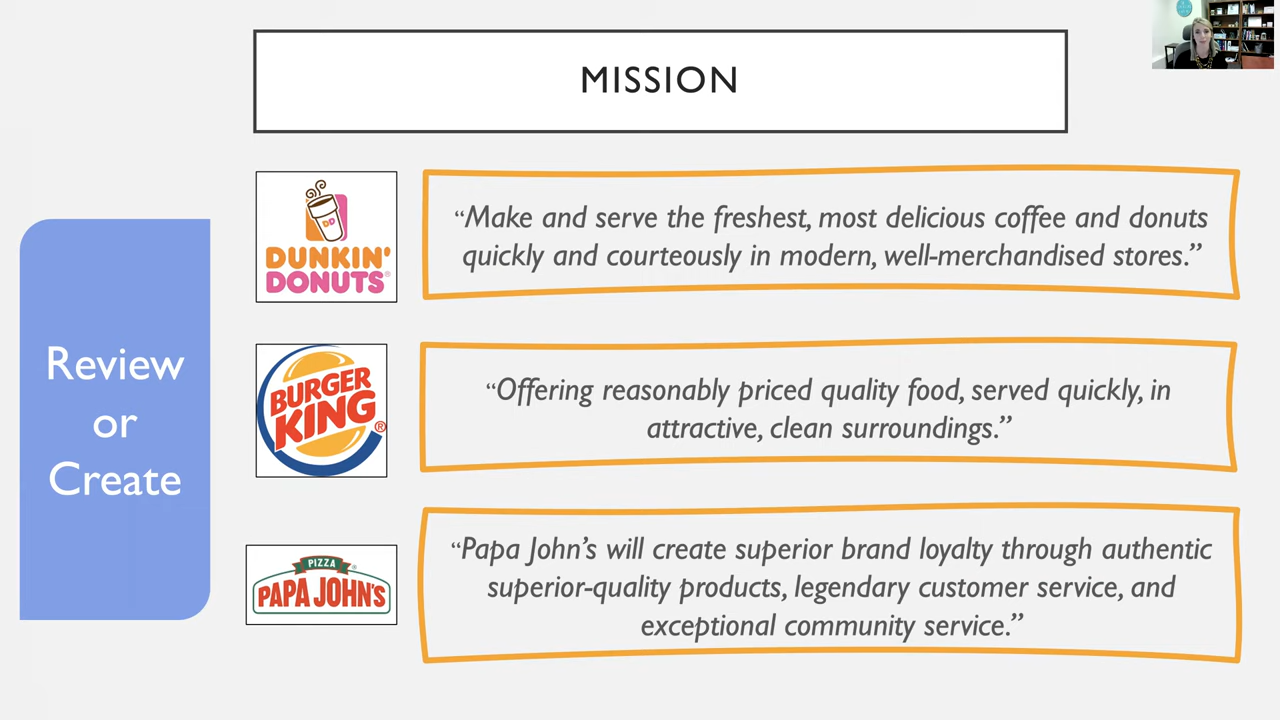 MISSION
Review
or
Create
DD
DUNKIN'
DONUTS®
“Make and serve the freshest, most delicious coffee and donuts
quickly and courteously in modern, well-merchandised stores.”
BURGER
KING®
“Offering reasonably priced quality food, served quickly, in
attractive, clean surroundings.”
PIZZA
PAPA JOHN'S
“Papa John’s will create superior brand loyalty through authentic
superior-quality products, legendary customer service, and
exceptional community service.”